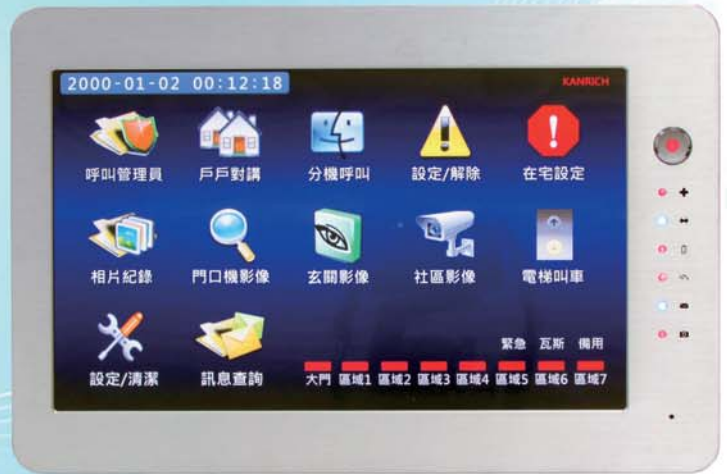 2000-01-02 00:12:18
KANRICH
呼叫管理員 戶戶對講 分機呼叫 設定/解除 在宅設定
相片紀錄 門口機影像 玄關影像 社區影像 電梯叫車
緊急 瓦斯 備用
設定/清潔 訊息查詢 大門 區域1 區域2 區域3 區域4 區域5 區域6 區域7